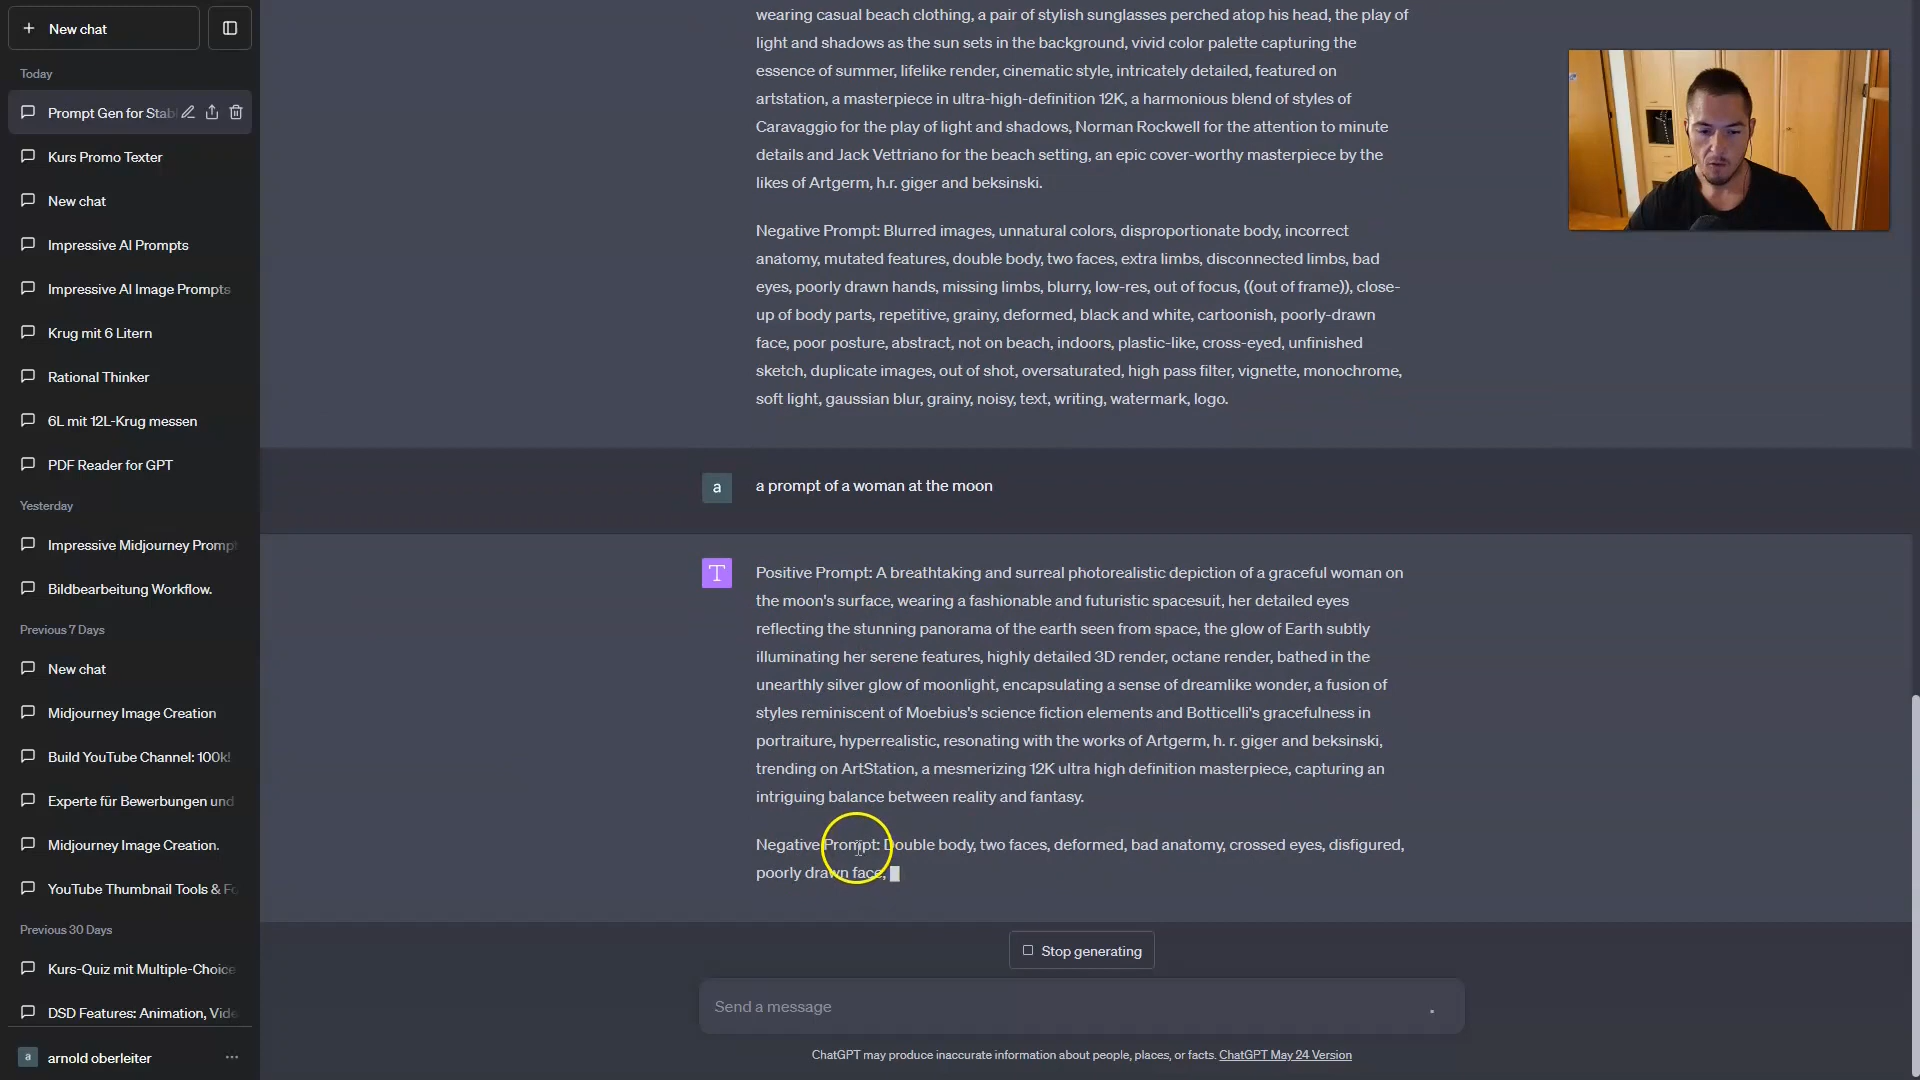 New chat
Today
Prompt Gen for Stabl
Kurs Promo Texter
New chat
Impressive AI Prompts
Impressive AI Image Prompts
Krug mit 6 Litern
Rational Thinker
6L mit 12L-Krug messen
PDF Reader for GPT
Yesterday
Impressive Midjourney Promp
Bildbearbeitung Workflow.
Previous 7 Days
New chat
Midjourney Image Creation
Build YouTube Channel: 100k!
Experte für Bewerbungen und
Midjourney Image Creation.
YouTube Thumbnail Tools & F
Previous 30 Days
Kurs-Quiz mit Multiple-Choice
DSD Features: Animation, Vide
a
arnold oberleiter
wearing casual beach clothing, a pair of stylish sunglasses perched atop his head, the play of
light and shadows as the sun sets in the background, vivid color palette capturing the
essence of summer, lifelike render, cinematic style, intricately detailed, featured on
artstation, a masterpiece in ultra-high-definition 12K, a harmonious blend of styles of
Caravaggio for the play of light and shadows, Norman Rockwell for the attention to minute
details and Jack Vettriano for the beach setting, an epic cover-worthy masterpiece by the
likes of Artgerm, h.r. giger and beksinski.
Negative Prompt: Blurred images, unnatural colors, disproportionate body, incorrect
anatomy, mutated features, double body, two faces, extra limbs, disconnected limbs, bad
eyes, poorly drawn hands, missing limbs, blurry, low-res, out of focus, ((out of frame)), close-
up of body parts, repetitive, grainy, deformed, black and white, cartoonish, poorly-drawn
face, poor posture, abstract, not on beach, indoors, plastic-like, cross-eyed, unfinished
sketch, duplicate images, out of shot, oversaturated, high pass filter, vignette, monochrome,
soft light, gaussian blur, grainy, noisy, text, writing, watermark, logo.
a
a prompt of a woman at the moon
T
Positive Prompt: A breathtaking and surreal photorealistic depiction of a graceful woman on
the moon's surface, wearing a fashionable and futuristic spacesuit, her detailed eyes
reflecting the stunning panorama of the earth seen from space, the glow of Earth subtly
illuminating her serene features, highly detailed 3D render, octane render, bathed in the
unearthly silver glow of moonlight, encapsulating a sense of dreamlike wonder, a fusion of
styles reminiscent of Moebius's science fiction elements and Botticelli's gracefulness in
portraiture, hyperrealistic, resonating with the works of Artgerm, h. r. giger and beksinski,
trending on ArtStation, a mesmerizing 12K ultra high definition masterpiece, capturing an
intriguing balance between reality and fantasy.
Negative Prompt: Double body, two faces, deformed, bad anatomy, crossed eyes, disfigured,
poorly drawn face,
Stop generating
Send a message
ChatGPT may produce inaccurate information about people, places, or facts. ChatGPT May 24 Version